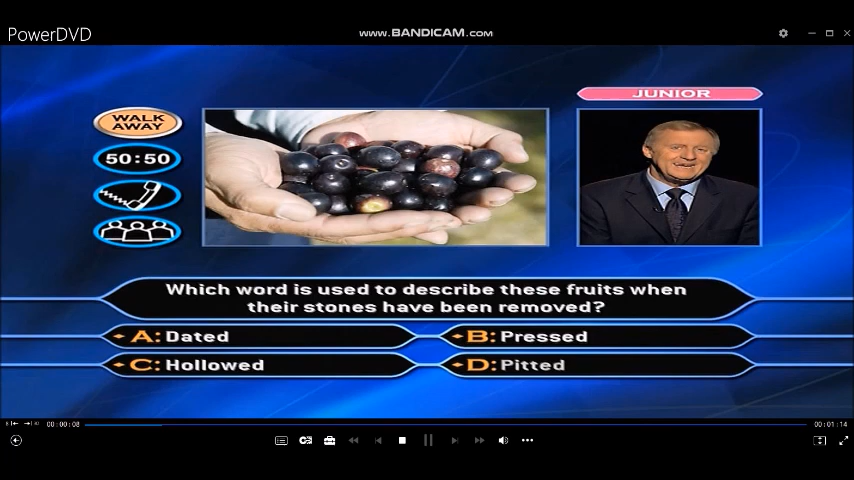 PowerDVD
www.BANDICAM.com
JUNIOR
WALK
AWAY
50:50
Which word is used to describe these fruits when
their stones have been removed?
A: Dated
B: Pressed
C: Hollowed
D: Pitted
00:00:08
00:01:14